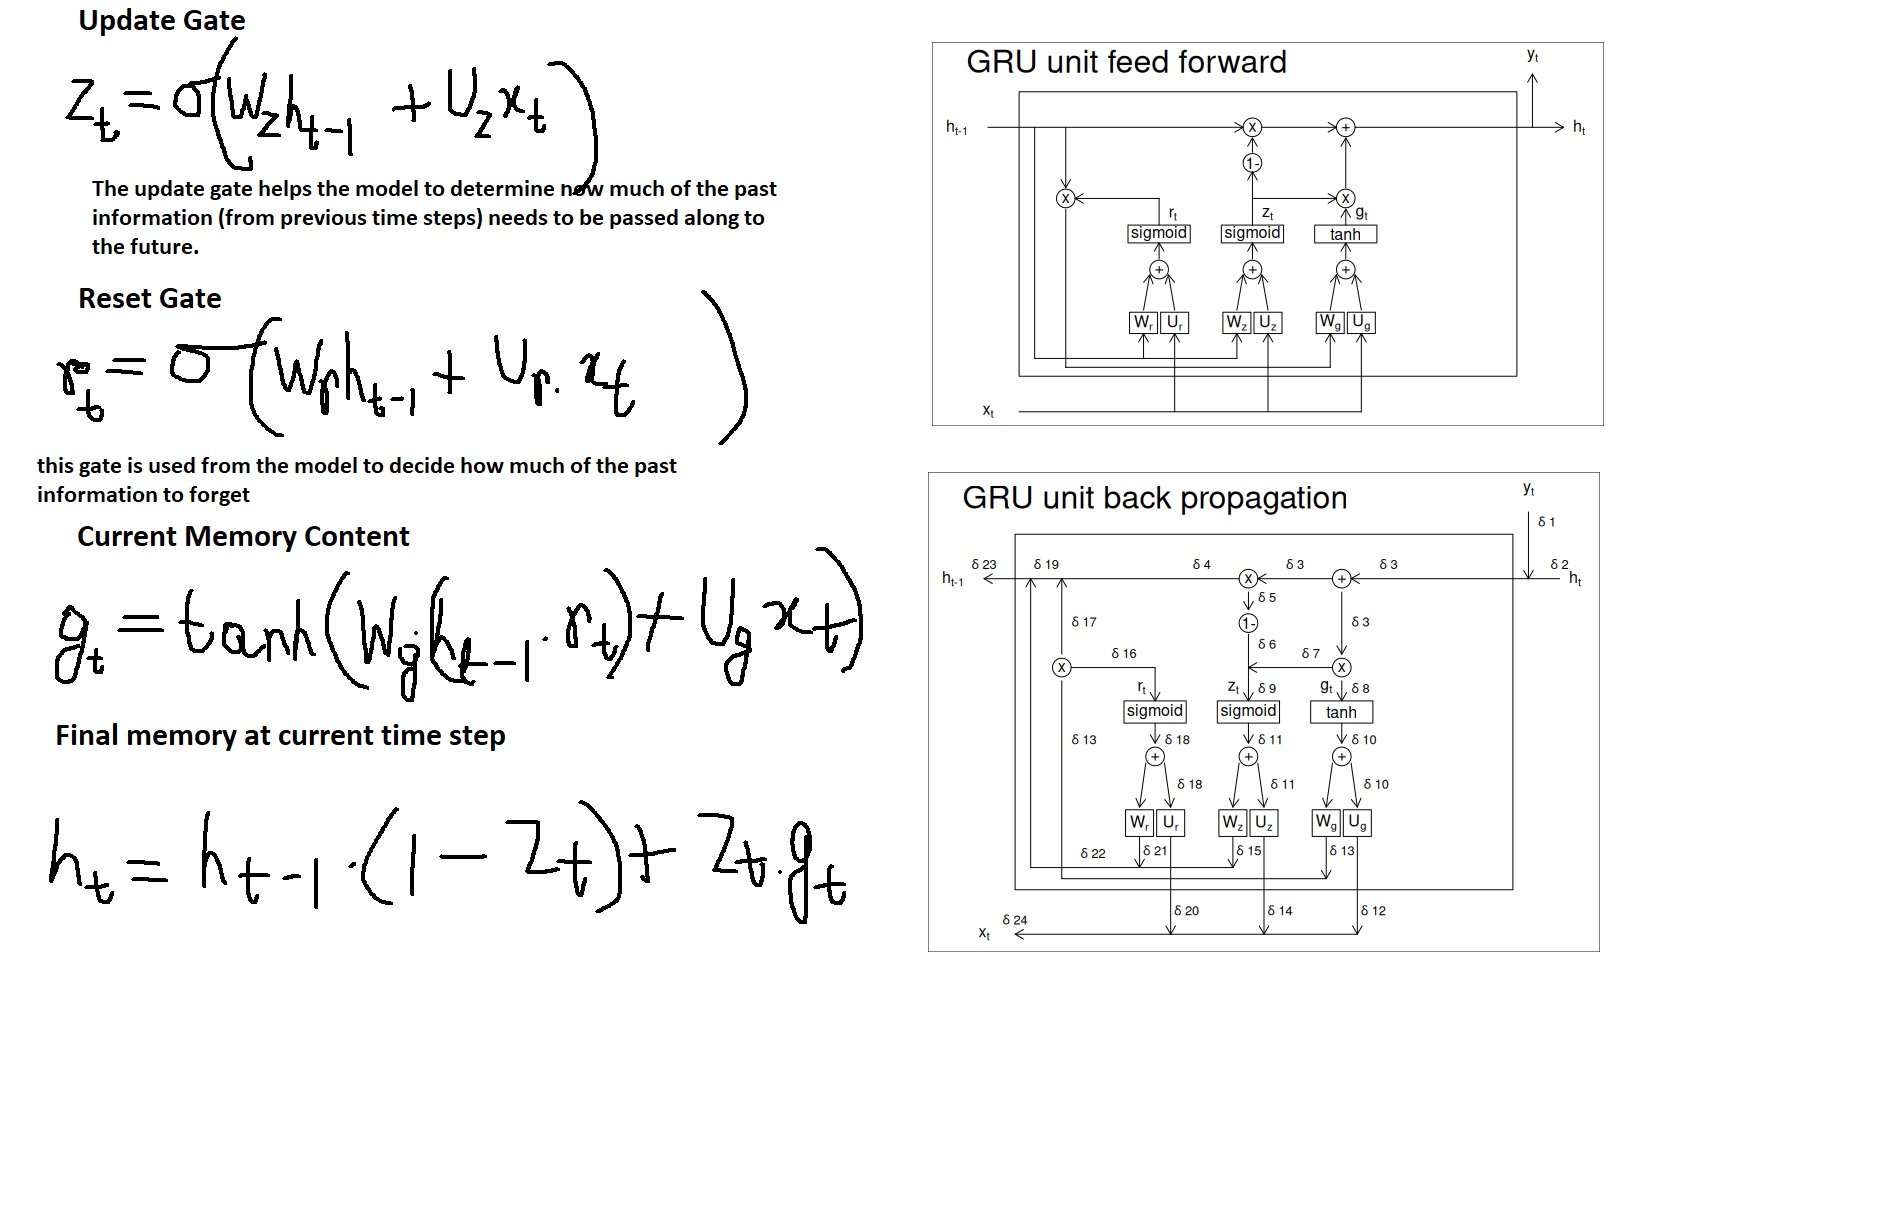 Update Gate
z_t = σ(W_z h_{t-1} + U_z x_t)
The update gate helps the model to determine how much of the past
information (from previous time steps) needs to be passed along to
the future.
Reset Gate
r_t = σ(W_r h_{t-1} + U_r . x_t)
this gate is used from the model to decide how much of the past
information to forget
Current Memory Content
g_t = tanh(W_g(h_{t-1} . r_t) + U_g x_t)
Final memory at current time step
h_t = h_{t-1} . (1 - z_t) + z_t . g_t
GRU unit feed forward
y_t
h_{t-1} x + h_t
1-
x x
r_t z_t g_t
sigmoid sigmoid tanh
+ + +
W_r U_r W_z U_z W_g U_g
x_t
GRU unit back propagation
y_t
δ 1
δ 23 δ 19 δ 4 δ 3 δ 3 δ 2
h_{t-1} x + h_t
δ 5
δ 17 1- δ 3
δ 6
δ 16 δ 7
x x
r_t z_t δ 9 g_t δ 8
sigmoid sigmoid tanh
δ 13 δ 18 δ 11 δ 10
+ + +
δ 18 δ 11 δ 10
W_r U_r W_z U_z W_g U_g
δ 22 δ 21 δ 15 δ 13
δ 20 δ 14 δ 12
δ 24
x_t